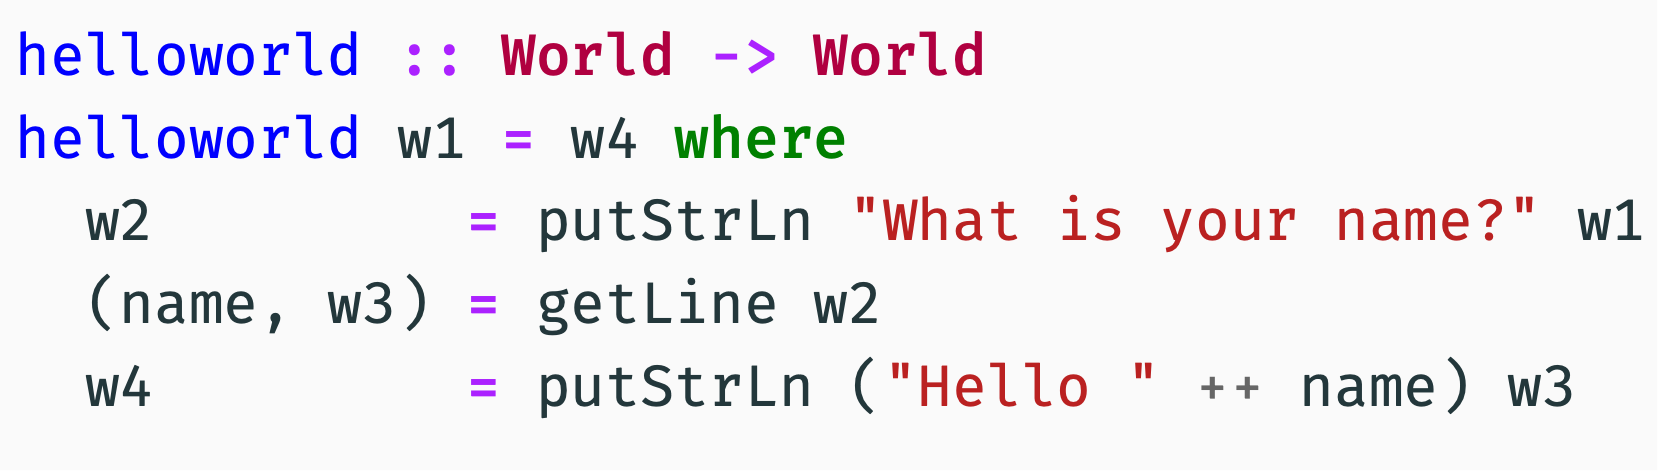 helloworld :: World -> World
helloworld w1 = w4 where
  w2         = putStrLn "What is your name?" w1
  (name, w3) = getLine w2
  w4         = putStrLn ("Hello " ++ name) w3